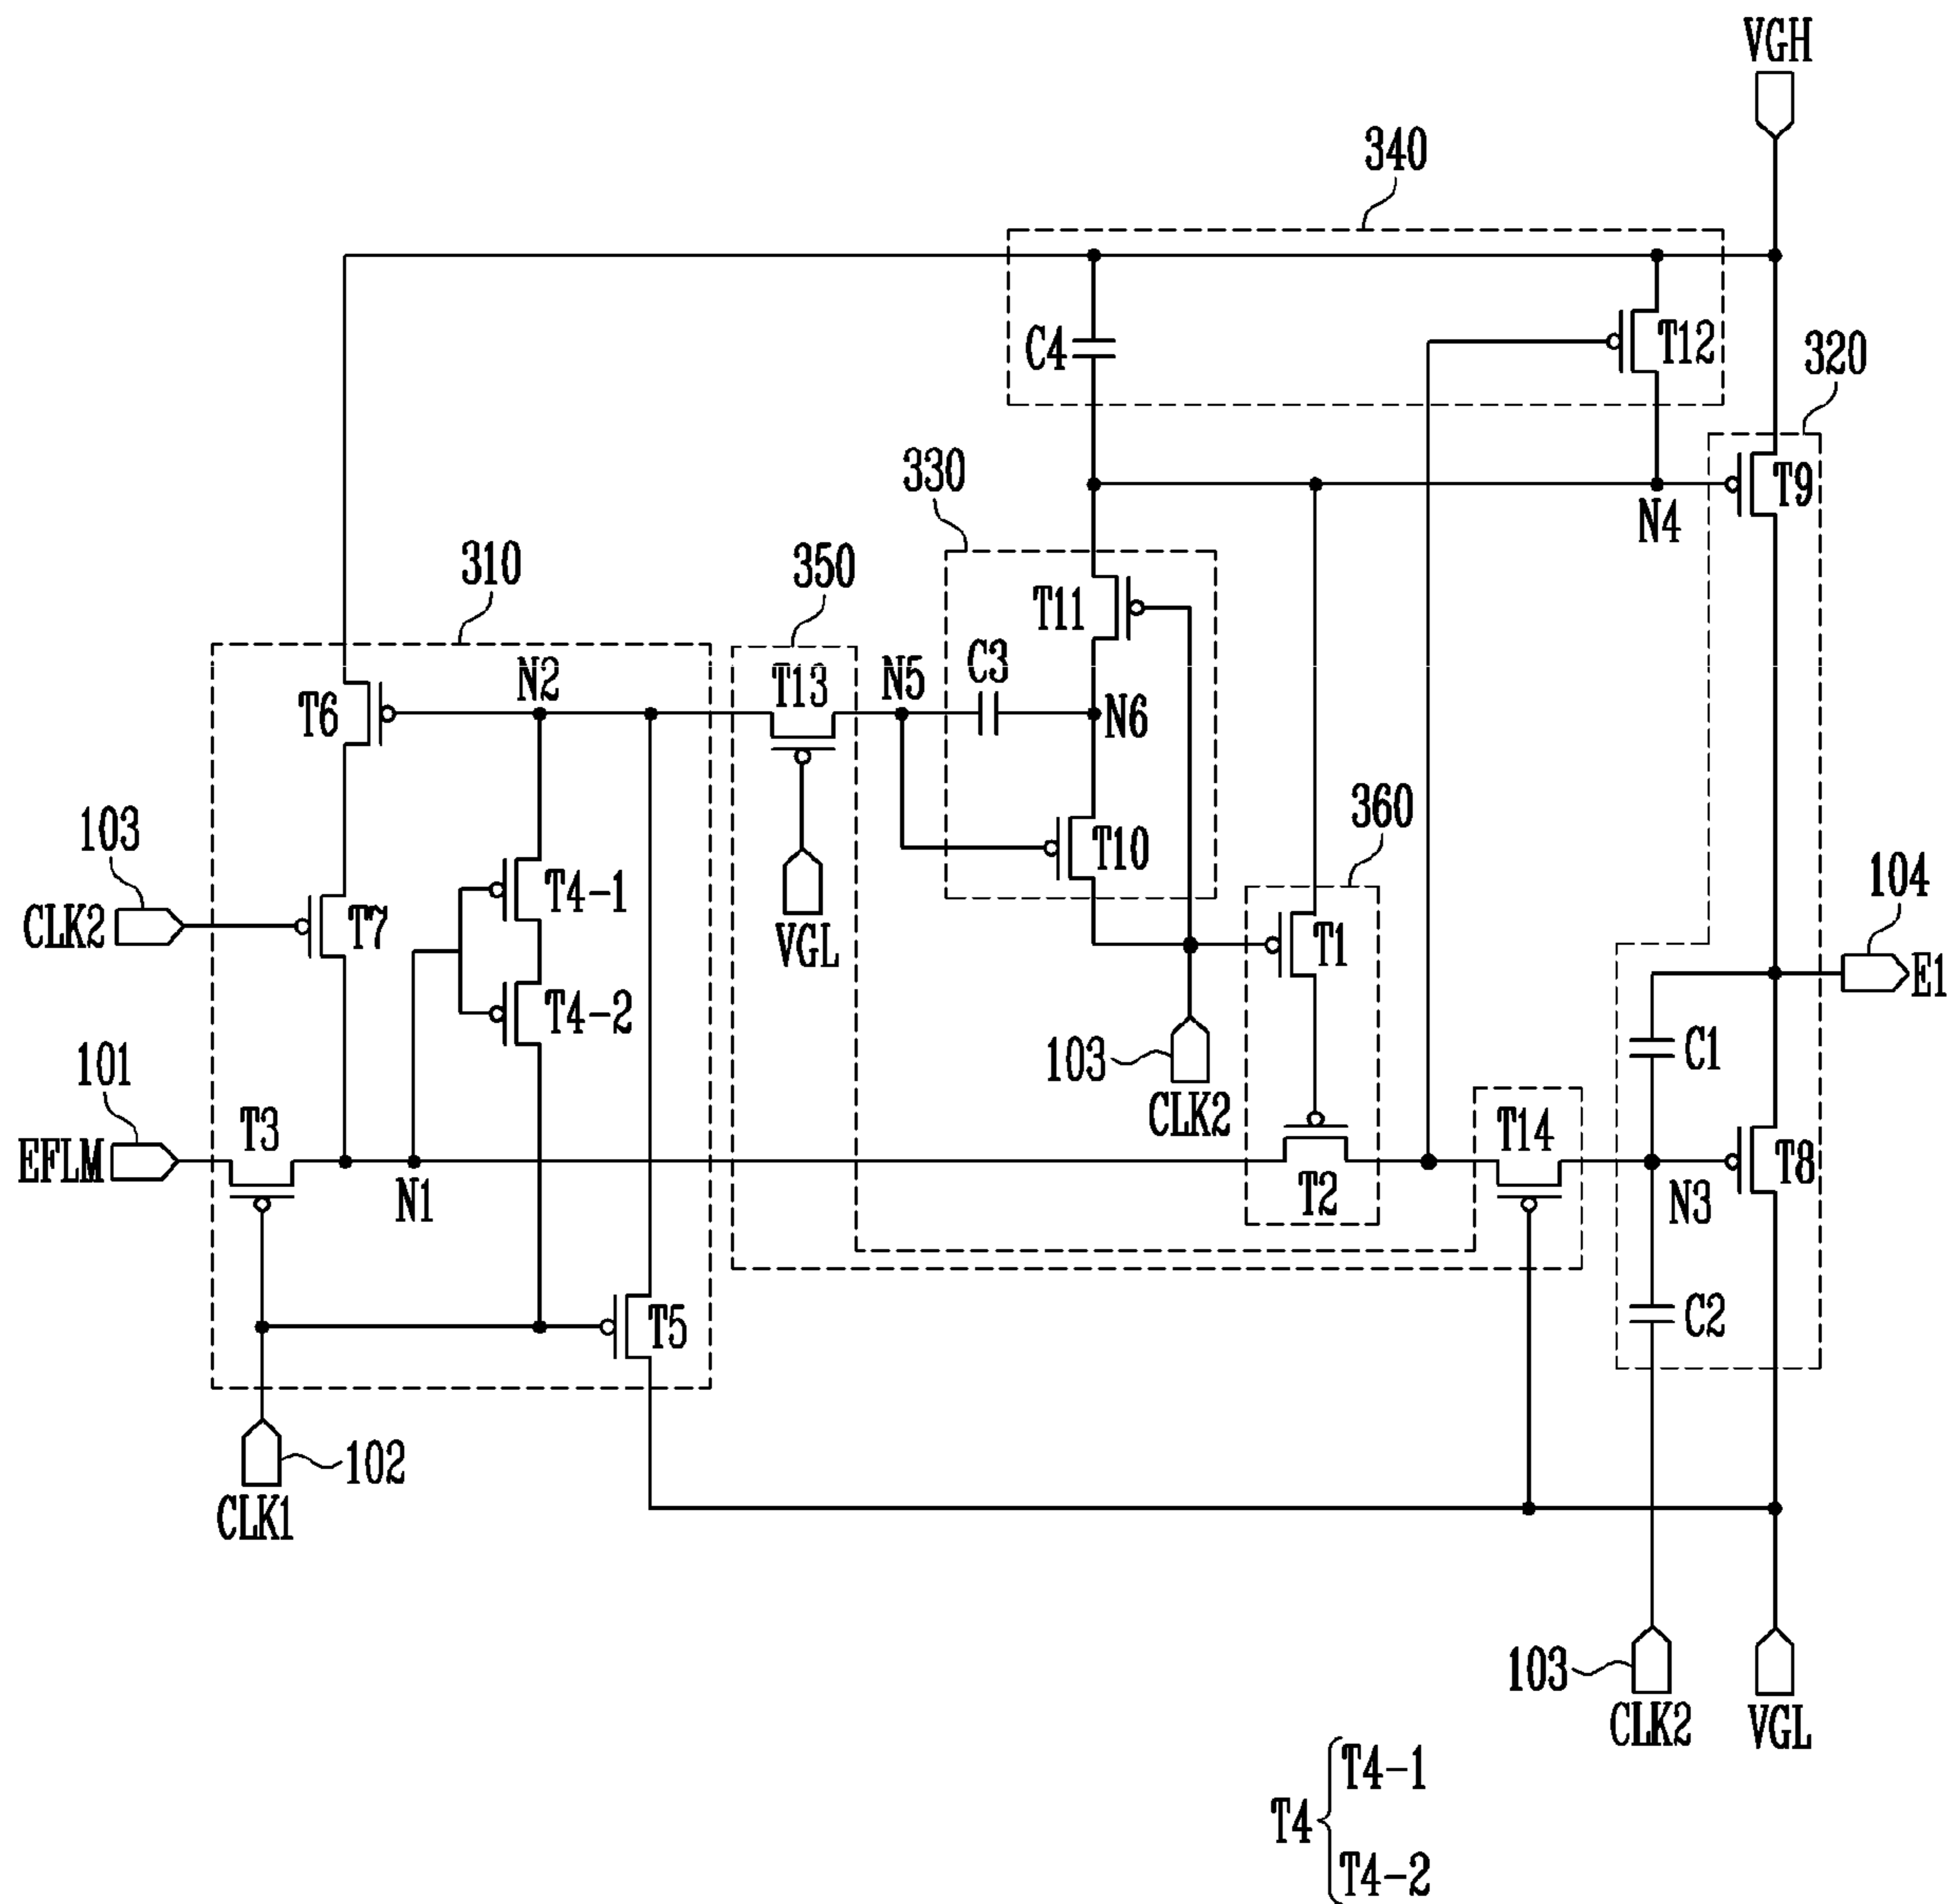 VGH
340
C4
T12
320
330
T9
N4
310
350
T11
C3
T13
N5
N2
T6
N6
360
103
T10
T4-1
CLK2
T7
VGL
T1
104
E1
T4-2
103
C1
101
CLK2
T3
T14
EFLM
T8
N1
T2
N3
C2
T5
102
CLK1
103
CLK2
VGL
T4-1
T4
T4-2